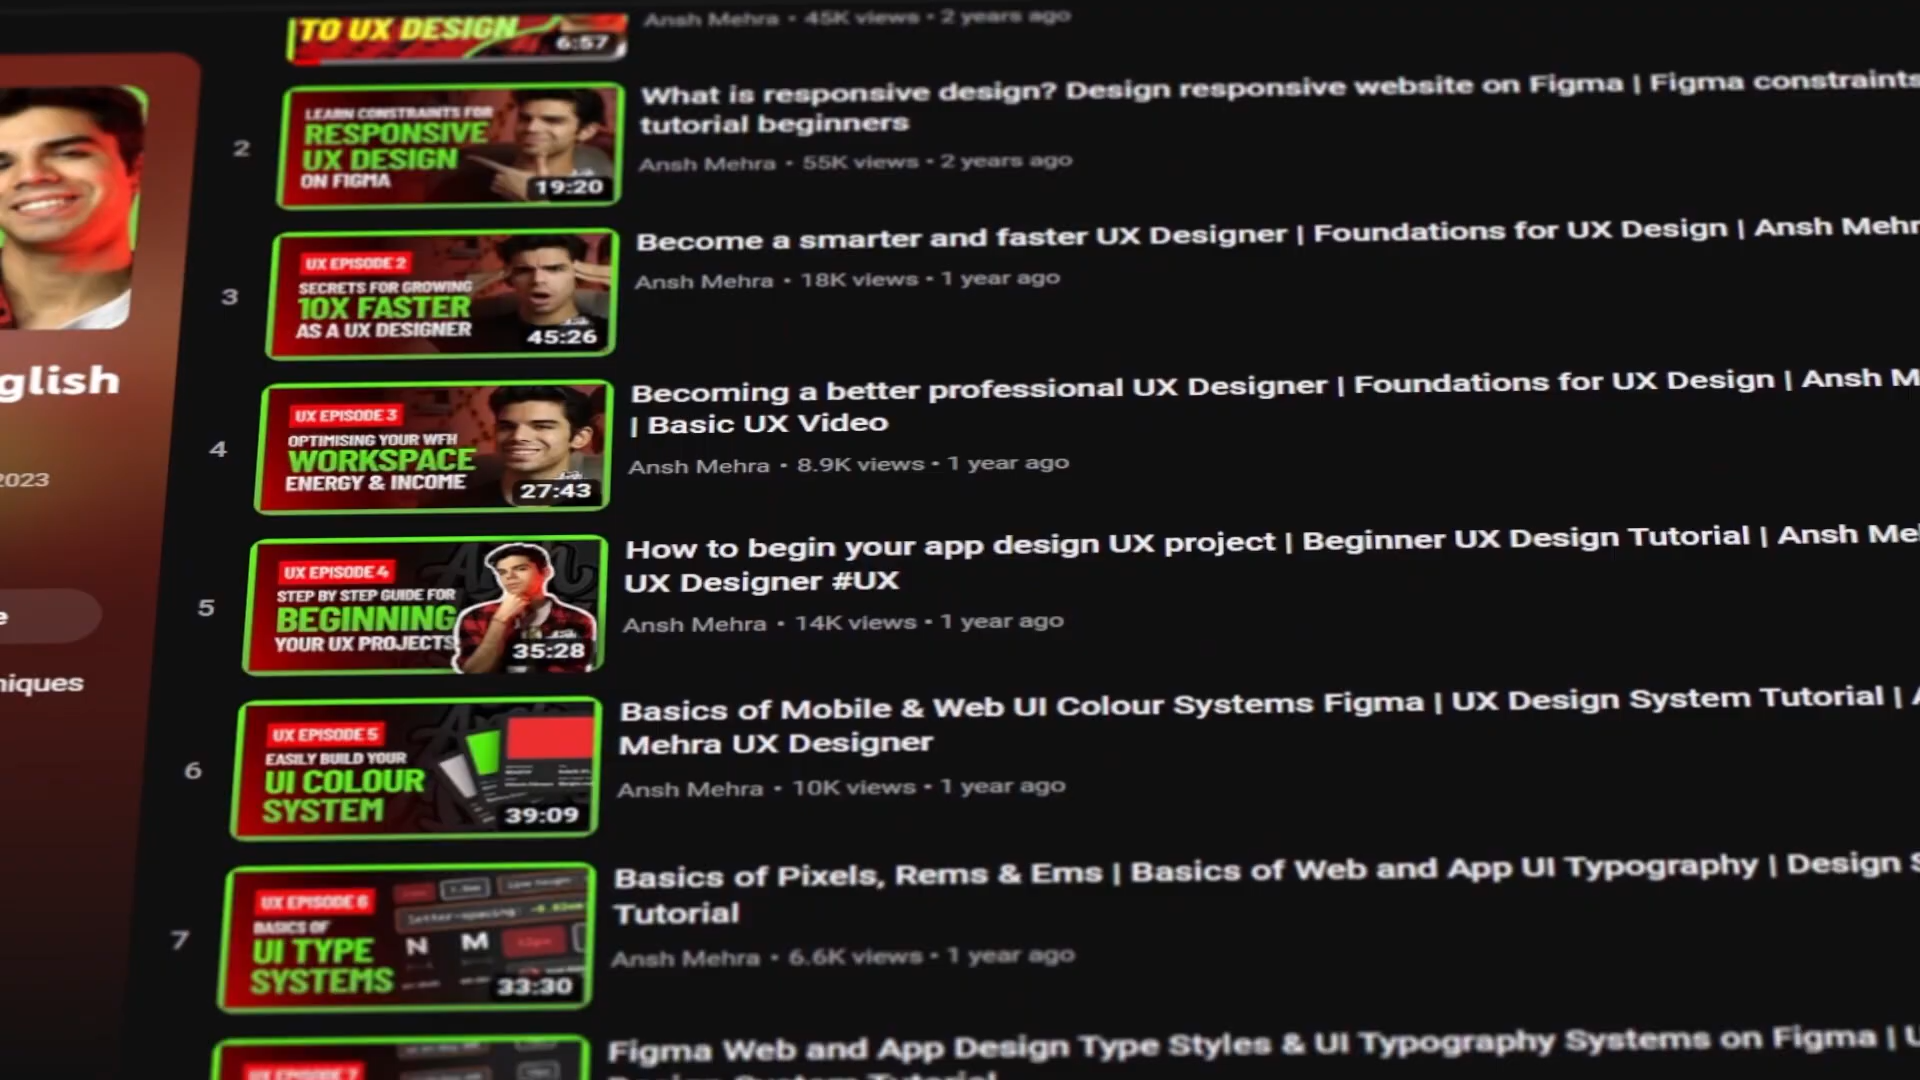 TO UX DESIGN
6:57
Ansh Mehra • 45K views • 2 years ago
2
LEARN CONSTRAINTS FOR
RESPONSIVE
UX DESIGN
ON FIGMA
19:20
What is responsive design? Design responsive website on Figma | Figma constraints
tutorial beginners
Ansh Mehra • 55K views • 2 years ago
3
UX EPISODE 2
SECRETS FOR GROWING
10X FASTER
AS A UX DESIGNER
45:26
Become a smarter and faster UX Designer | Foundations for UX Design | Ansh Mehr
Ansh Mehra • 18K views • 1 year ago
glish
4
UX EPISODE 3
OPTIMISING YOUR WFH
WORKSPACE
ENERGY & INCOME
27:43
Becoming a better professional UX Designer | Foundations for UX Design | Ansh M
| Basic UX Video
Ansh Mehra • 8.9K views • 1 year ago
2023
5
UX EPISODE 4
STEP BY STEP GUIDE FOR
BEGINNING
YOUR UX PROJECTS
35:28
How to begin your app design UX project | Beginner UX Design Tutorial | Ansh Me
UX Designer #UX
Ansh Mehra • 14K views • 1 year ago
e
niques
6
UX EPISODE 5
EASILY BUILD YOUR
UI COLOUR
SYSTEM
39:09
Basics of Mobile & Web UI Colour Systems Figma | UX Design System Tutorial | A
Mehra UX Designer
Ansh Mehra • 10K views • 1 year ago
7
UX EPISODE 6
BASICS OF
UI TYPE
SYSTEMS
letter-spacing:
N M
33:30
Basics of Pixels, Rems & Ems | Basics of Web and App UI Typography | Design S
Tutorial
Ansh Mehra • 6.6K views • 1 year ago
UX EPISODE 7
Figma Web and App Design Type Styles & UI Typography Systems on Figma | U
Design System Tutorial